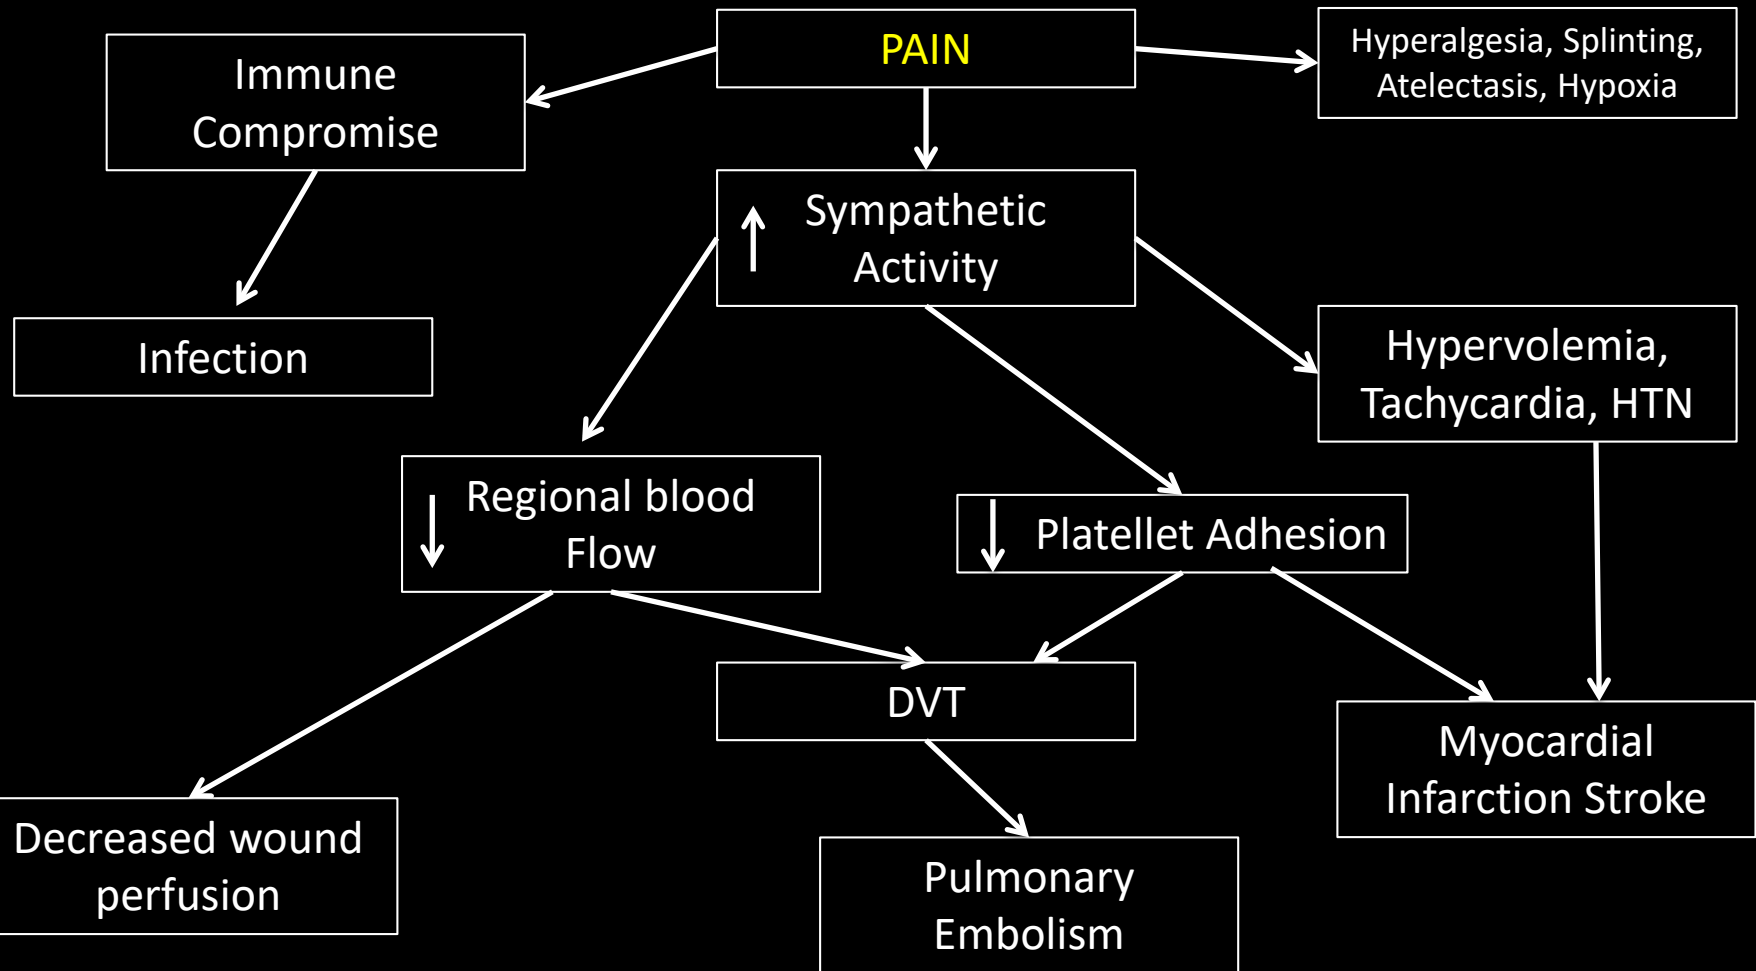 PAIN
Immune
Compromise
Hyperalgesia, Splinting,
Atelectasis, Hypoxia
Sympathetic
Activity
Infection
Hypervolemia,
Tachycardia, HTN
Regional blood
Flow
Platellet Adhesion
DVT
Myocardial
Infarction Stroke
Decreased wound
perfusion
Pulmonary
Embolism